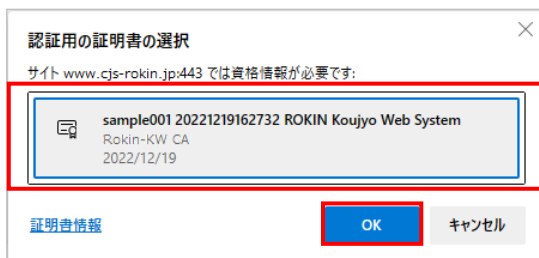 認証用の証明書の選択
サイト www.cjs-rokin.jp:443 では資格情報が必要です:
sample001 20221219162732 ROKIN Koujyo Web System
Rokin-KW CA
2022/12/19
証明書情報
OK
キャンセル